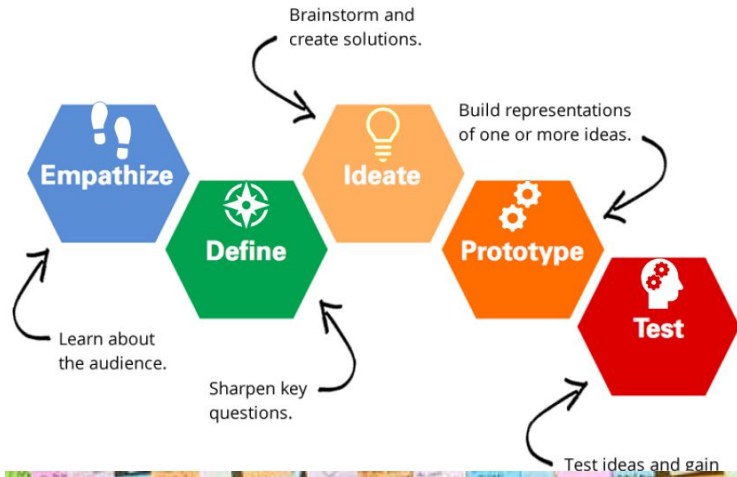 Brainstorm and
create solutions.
Build representations
of one or more ideas.
Empathize
Ideate
Define
Prototype
Test
Learn about
the audience.
Sharpen key
questions.
Test ideas and gain